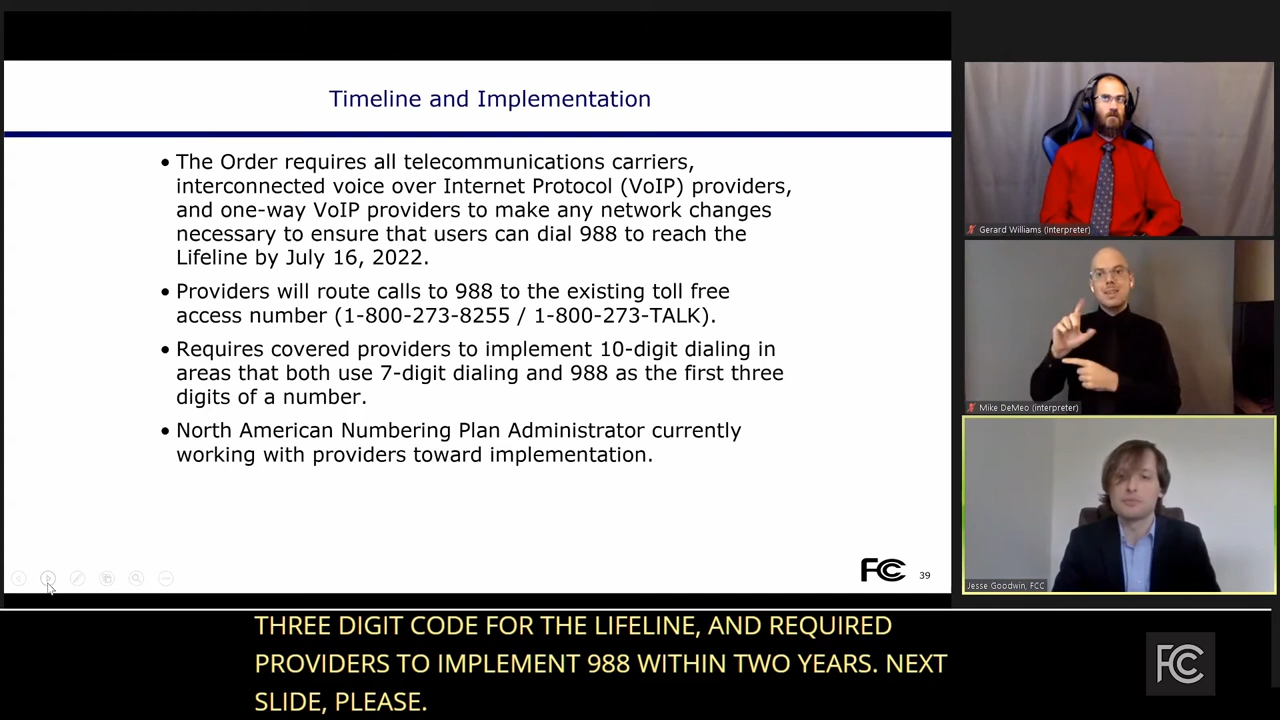 Timeline and Implementation
• The Order requires all telecommunications carriers,
interconnected voice over Internet Protocol (VoIP) providers,
and one-way VoIP providers to make any network changes
necessary to ensure that users can dial 988 to reach the
Lifeline by July 16, 2022.
• Providers will route calls to 988 to the existing toll free
access number (1-800-273-8255 / 1-800-273-TALK).
• Requires covered providers to implement 10-digit dialing in
areas that both use 7-digit dialing and 988 as the first three
digits of a number.
• North American Numbering Plan Administrator currently
working with providers toward implementation.
FCC
39
Gerard Williams (interpreter)
Mike DeMeo (interpreter)
Jesse Goodwin, FCC
THREE DIGIT CODE FOR THE LIFELINE, AND REQUIRED
PROVIDERS TO IMPLEMENT 988 WITHIN TWO YEARS. NEXT
SLIDE, PLEASE.
FCC